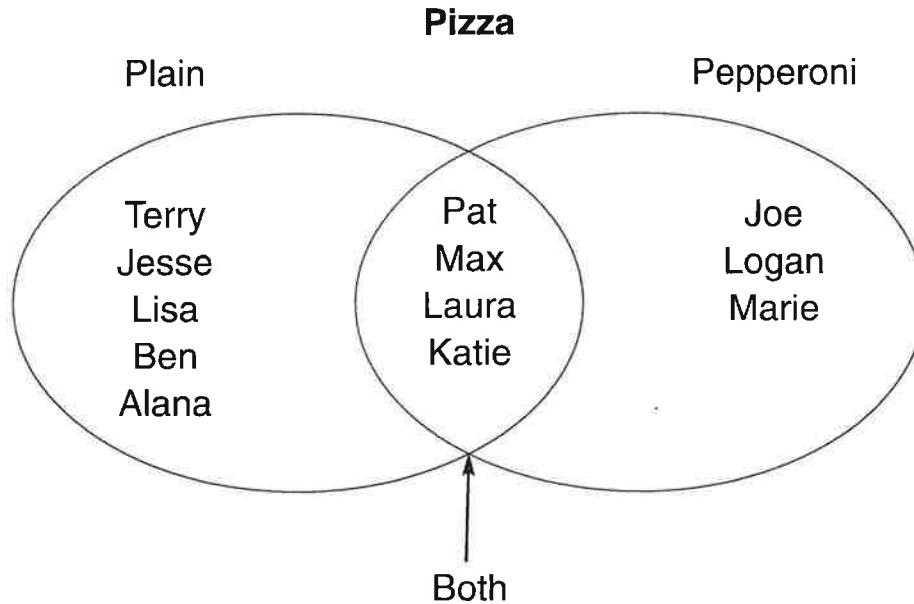 Pizza
Plain
Pepperoni
Terry
Jesse
Lisa
Ben
Alana
Pat
Max
Laura
Katie
Joe
Logan
Marie
Both